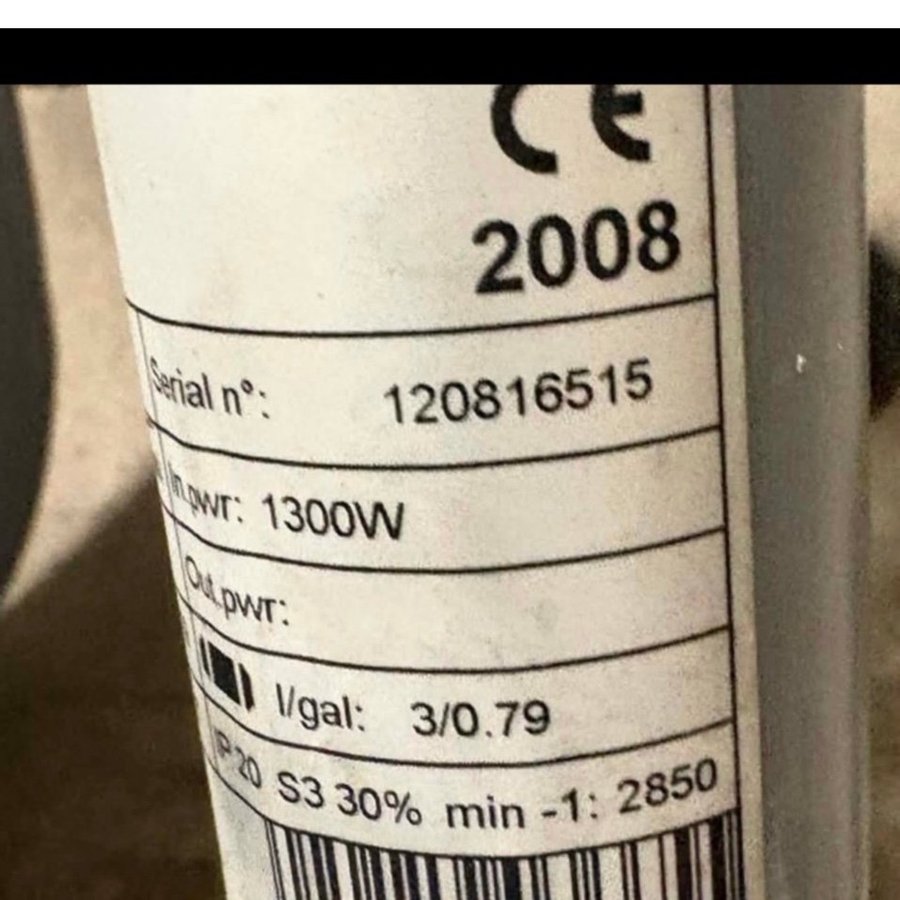 CE
2008
Serial n°: 120816515
In.pwr: 1300W
Out.pwr:
l/gal: 3/0.79
IP 20 S3 30% min -1: 2850